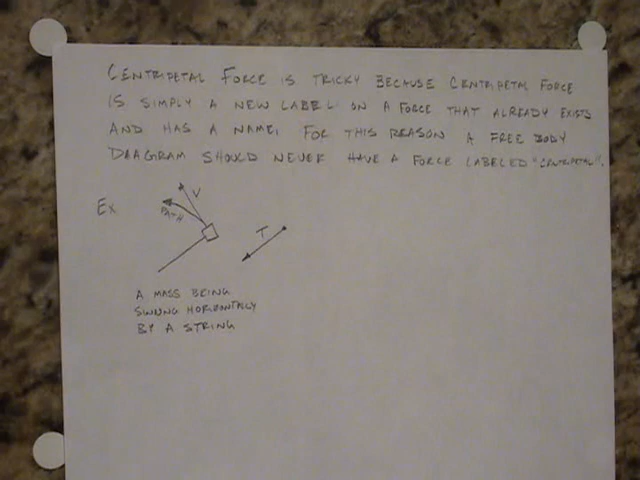 CENTRIPETAL FORCE IS TRICKY BECAUSE CENTRIPETAL FORCE
IS SIMPLY A NEW LABEL ON A FORCE THAT ALREADY EXISTS
AND HAS A NAME. FOR THIS REASON A FREE BODY
DIAGRAM SHOULD NEVER HAVE A FORCE LABELED "CENTRIPETAL".
EX
V
PATH
T
A MASS BEING
SWUNG HORIZONTALLY
BY A STRING